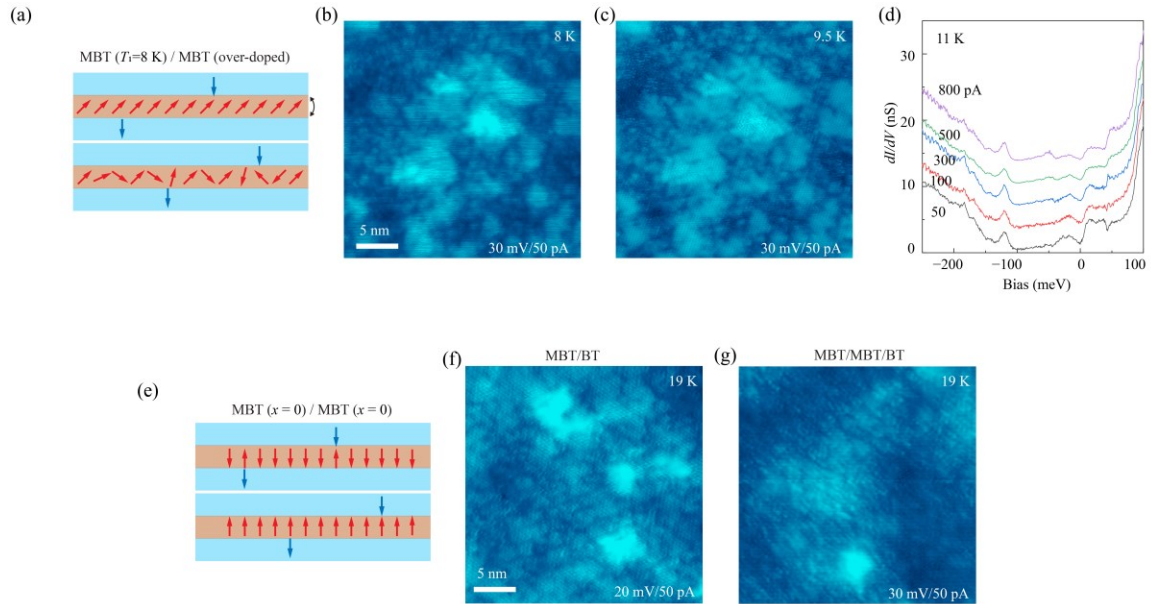 (a)
MBT (T₁=8 K) / MBT (over-doped)
(b)
8 K
5 nm
30 mV/50 pA
(c)
9.5 K
30 mV/50 pA
(d)
11 K
30
20
10
0
dI/dV (nS)
800 pA
500
300
100
50
−200
−100
0
100
Bias (meV)
(e)
MBT (x = 0) / MBT (x = 0)
(f)
MBT/BT
19 K
5 nm
20 mV/50 pA
(g)
MBT/MBT/BT
19 K
30 mV/50 pA